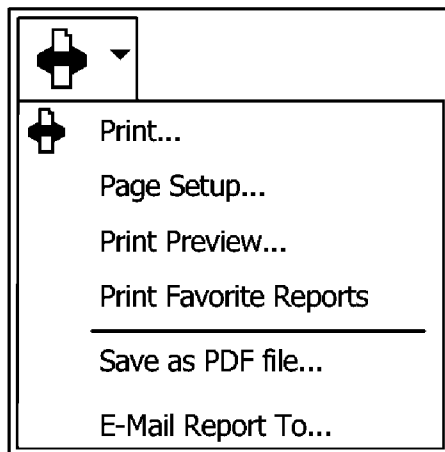 Print...
Page Setup...
Print Preview...
Print Favorite Reports
Save as PDF file...
E-Mail Report To...